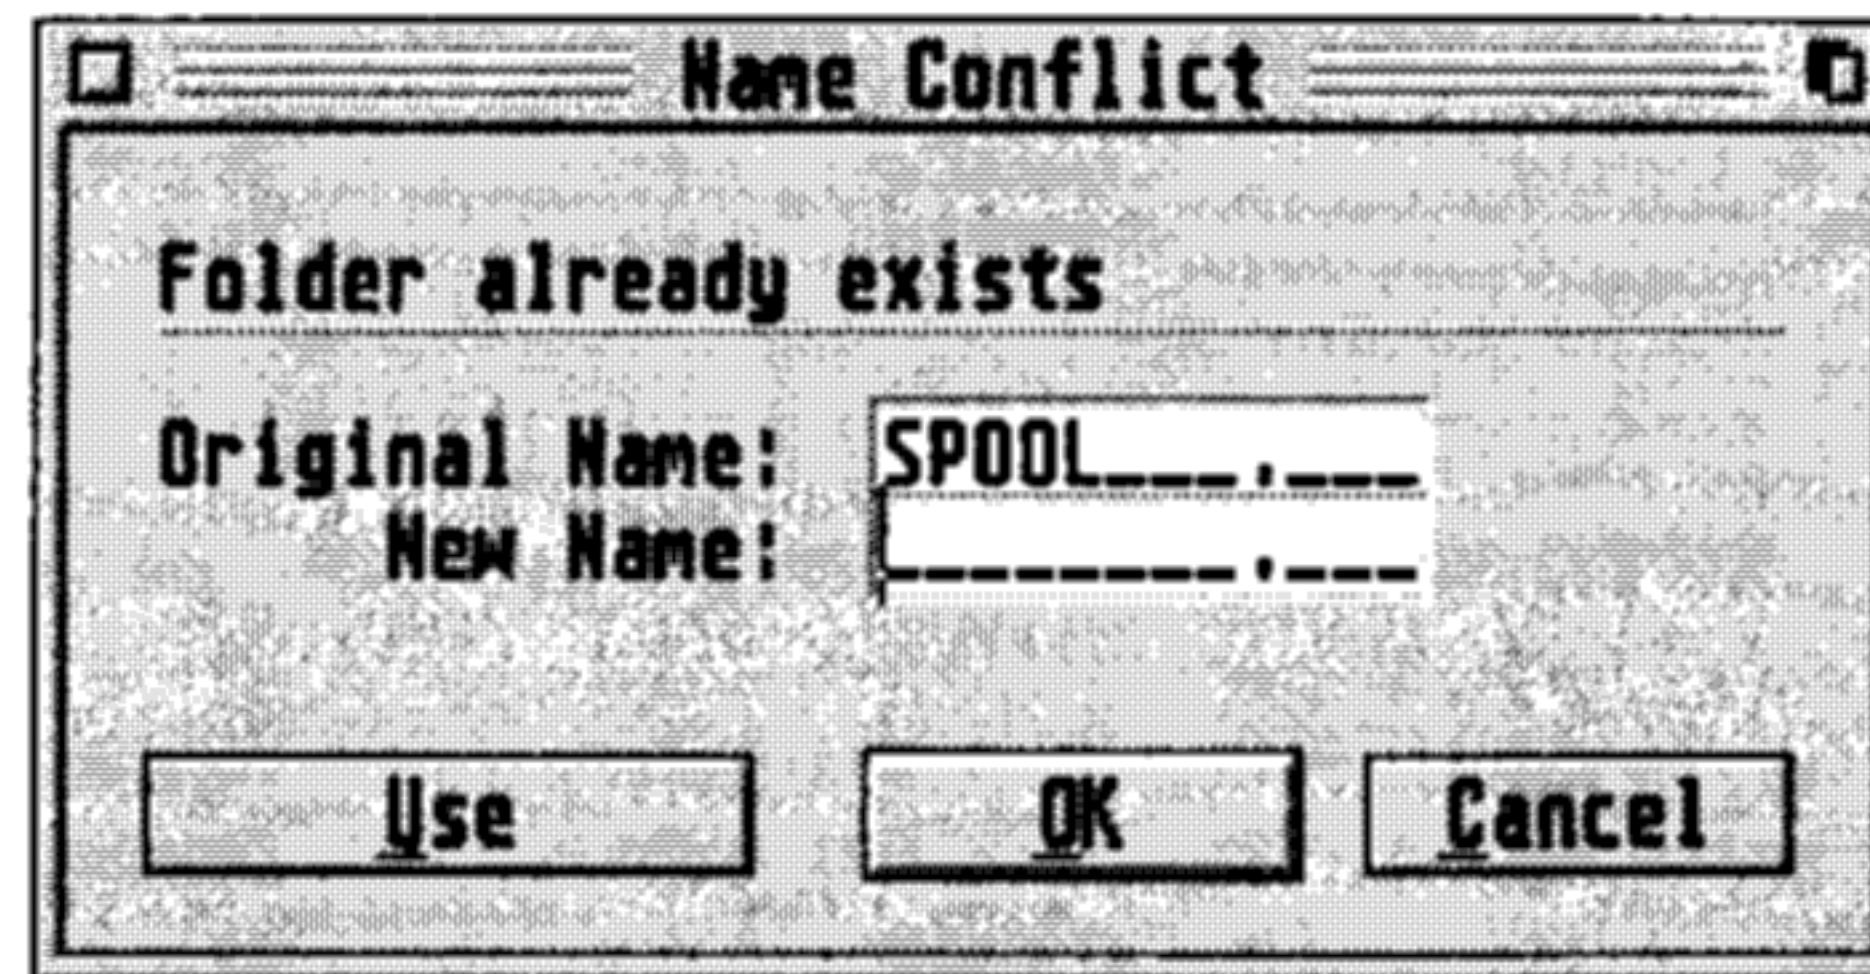 Name Conflict
Folder already exists
Original Name: SPOOL___.___
New Name: ________.___
Use OK Cancel